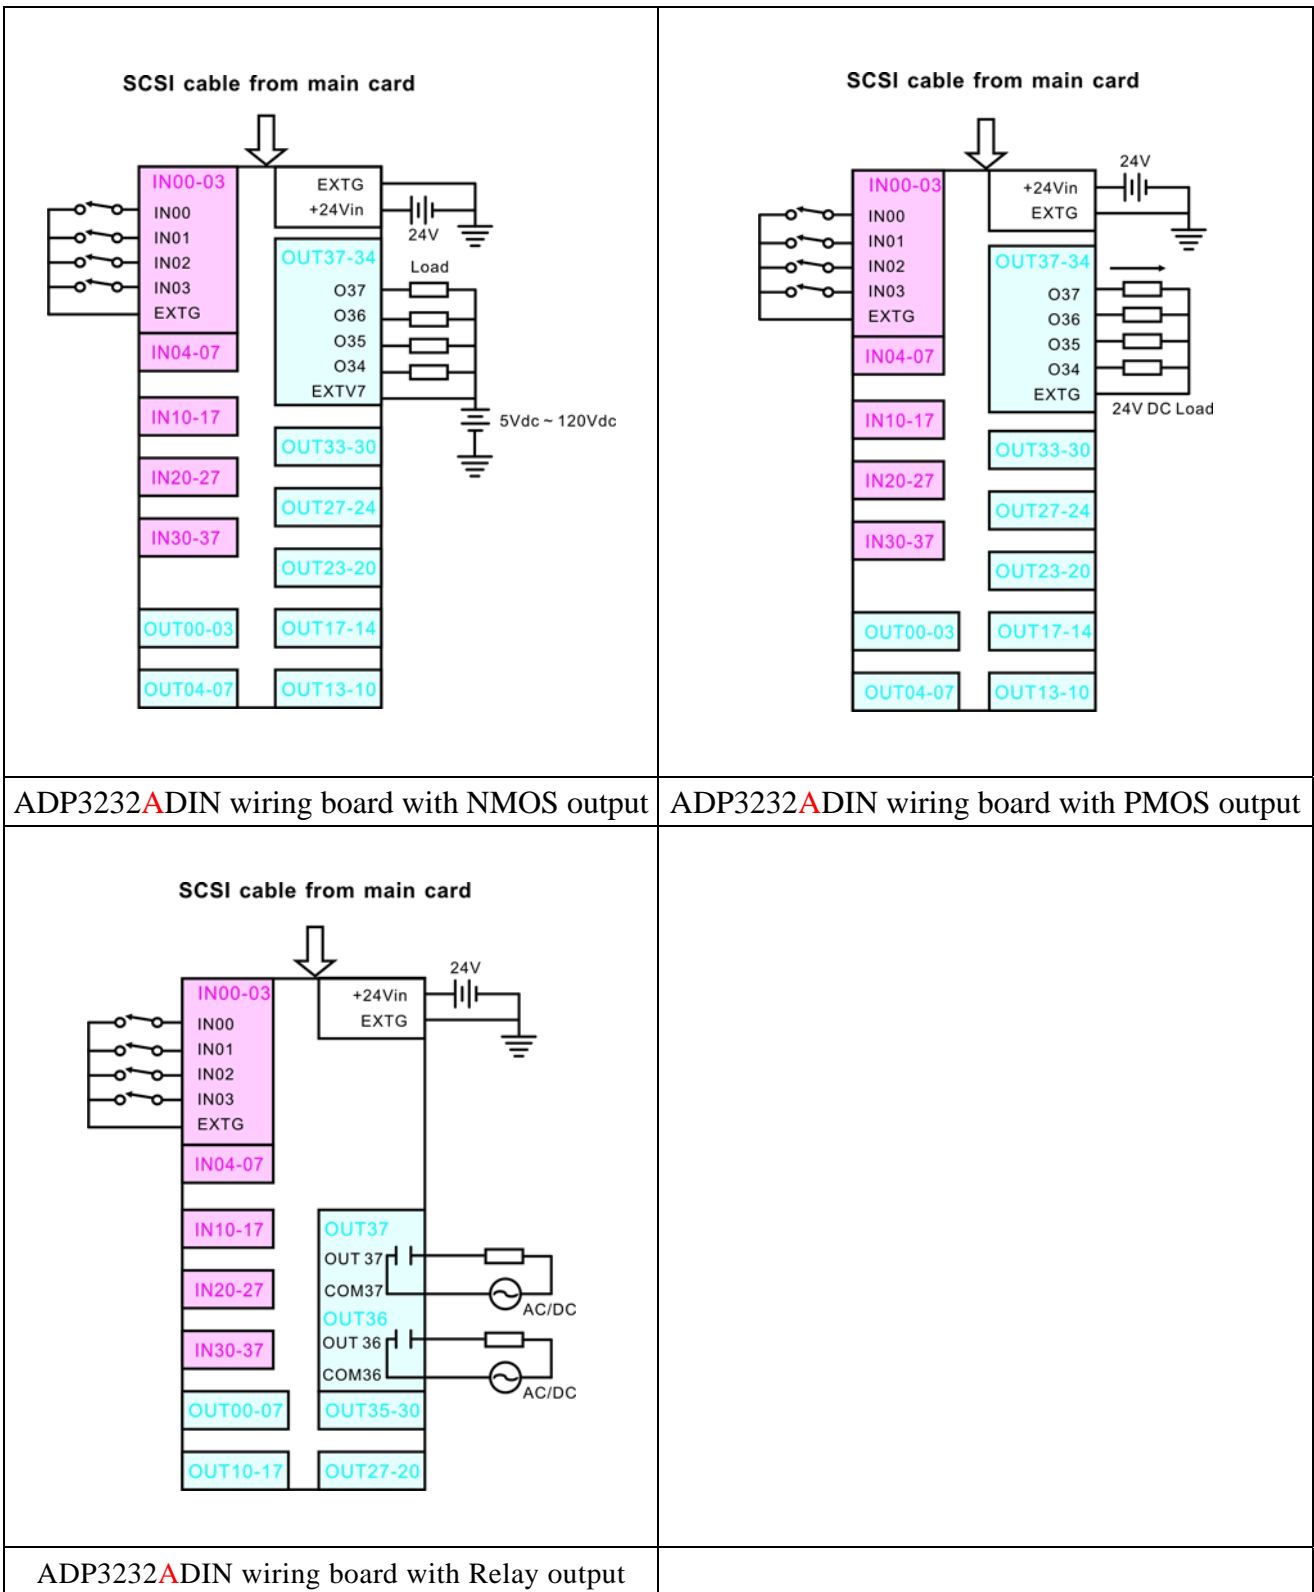 SCSI cable from main card
IN00-03
IN00
IN01
IN02
IN03
EXTG
IN04-07
IN10-17
IN20-27
IN30-37
OUT00-03
OUT04-07
EXTG
+24Vin
24V
OUT37-34
Load
O37
O36
O35
O34
EXTV7
5Vdc ~ 120Vdc
OUT33-30
OUT27-24
OUT23-20
OUT17-14
OUT13-10
ADP3232ADIN wiring board with NMOS output
SCSI cable from main card
IN00-03
IN00
IN01
IN02
IN03
EXTG
IN04-07
IN10-17
IN20-27
IN30-37
OUT00-03
OUT04-07
24V
+24Vin
EXTG
OUT37-34
O37
O36
O35
O34
EXTG
24V DC Load
OUT33-30
OUT27-24
OUT23-20
OUT17-14
OUT13-10
ADP3232ADIN wiring board with PMOS output
SCSI cable from main card
IN00-03
IN00
IN01
IN02
IN03
EXTG
IN04-07
IN10-17
IN20-27
IN30-37
OUT00-07
OUT10-17
24V
+24Vin
EXTG
OUT37
OUT 37
COM37
AC/DC
OUT36
OUT 36
COM36
AC/DC
OUT35-30
OUT27-20
ADP3232ADIN wiring board with Relay output